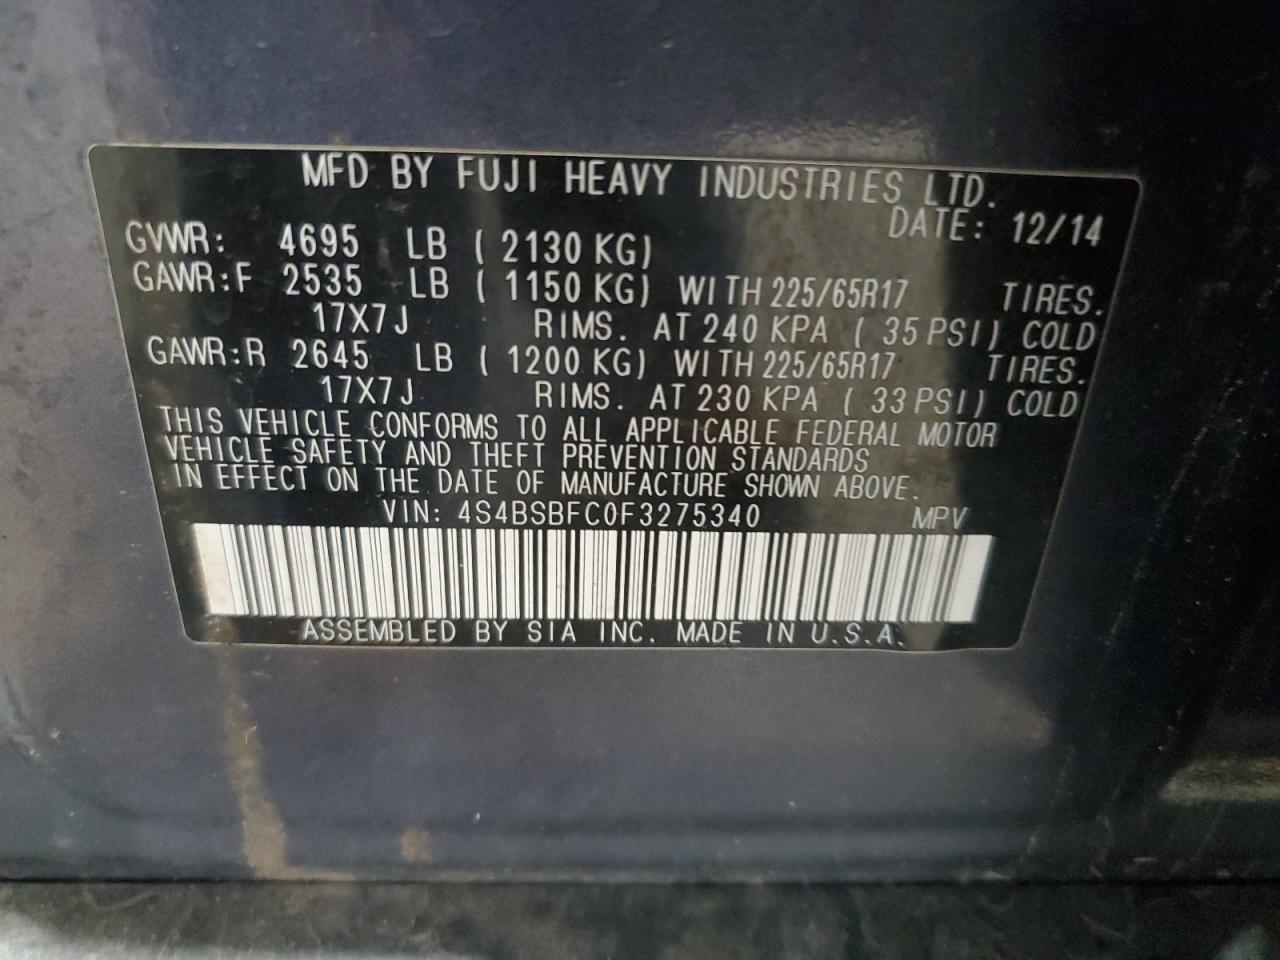 MFD BY FUJI HEAVY INDUSTRIES LTD.
DATE: 12/14
GVWR: 4695 LB ( 2130 KG)
GAWR:F 2535 LB ( 1150 KG) WITH 225/65R17 TIRES.
17X7J RIMS. AT 240 KPA ( 35 PSI) COLD
GAWR:R 2645 LB ( 1200 KG) WITH 225/65R17 TIRES.
17X7J RIMS. AT 230 KPA ( 33 PSI) COLD
THIS VEHICLE CONFORMS TO ALL APPLICABLE FEDERAL MOTOR
VEHICLE SAFETY AND THEFT PREVENTION STANDARDS
IN EFFECT ON THE DATE OF MANUFACTURE SHOWN ABOVE.
VIN: 4S4BSBFC0F3275340 MPV
ASSEMBLED BY SIA INC. MADE IN U.S.A.